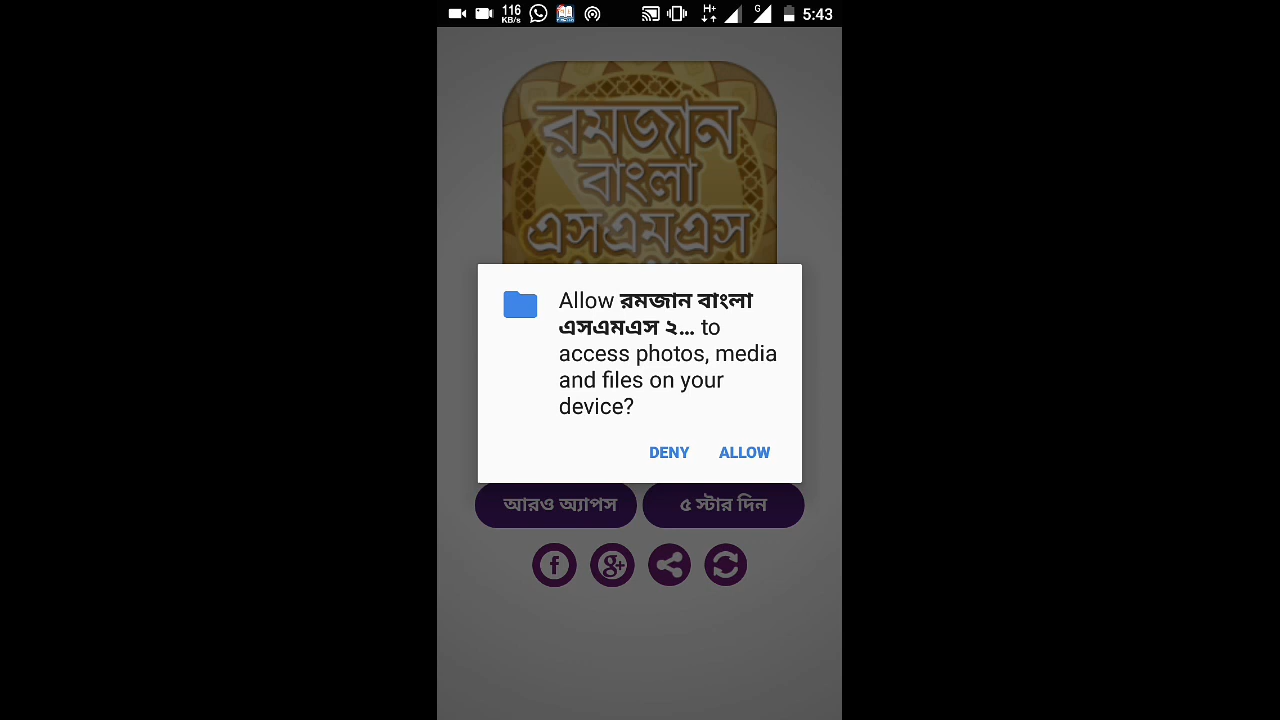 116
KB/s
H+
G
5:43
রমজান
বাংলা
এসএমএস
Allow রমজান বাংলা
এসএমএস ২... to
access photos, media
and files on your
device?
DENY ALLOW
আরও অ্যাপস ৫ স্টার দিন
f g+